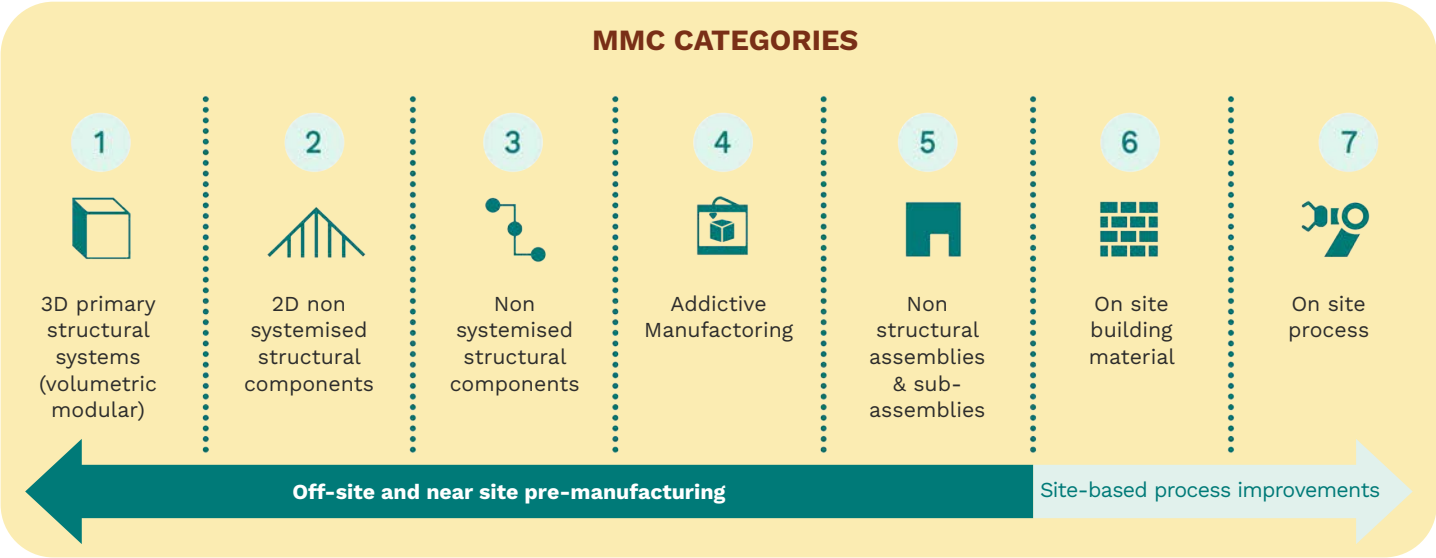 MMC CATEGORIES
1
3D primary
structural
systems
(volumetric
modular)
2
2D non
systemised
structural
components
3
Non
systemised
structural
components
4
Addictive
Manufactoring
5
Non
structural
assemblies
& sub-
assemblies
6
On site
building
material
7
On site
process
Off-site and near site pre-manufacturing
Site-based process improvements